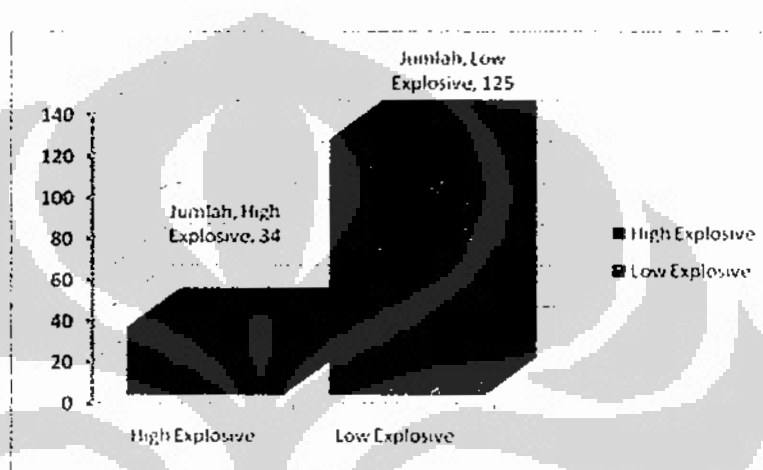 Jumlah, Low
Explosive, 125
140
120
100
80
60
40
20
0
Jumlah, High
Explosive, 34
High Explosive
Low Explosive
High Explosive
Low Explosive